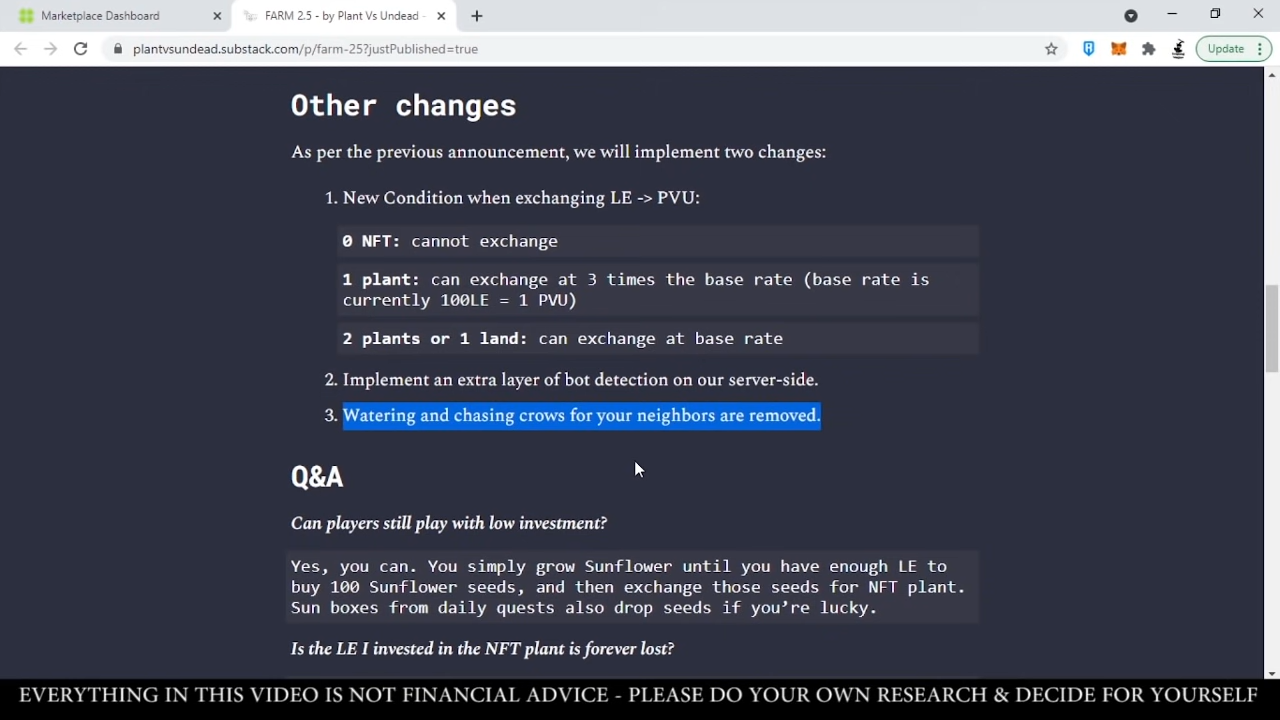 Marketplace Dashboard
FARM 2.5 - by Plant Vs Undead -
plantvsundead.substack.com/p/farm-25?justPublished=true
Update
Other changes
As per the previous announcement, we will implement two changes:
1. New Condition when exchanging LE -> PVU:
0 NFT: cannot exchange
1 plant: can exchange at 3 times the base rate (base rate is
currently 100LE = 1 PVU)
2 plants or 1 land: can exchange at base rate
2. Implement an extra layer of bot detection on our server-side.
3. Watering and chasing crows for your neighbors are removed.
Q&A
Can players still play with low investment?
Yes, you can. You simply grow Sunflower until you have enough LE to
buy 100 Sunflower seeds, and then exchange those seeds for NFT plant.
Sun boxes from daily quests also drop seeds if you’re lucky.
Is the LE I invested in the NFT plant is forever lost?
EVERYTHING IN THIS VIDEO IS NOT FINANCIAL ADVICE - PLEASE DO YOUR OWN RESEARCH & DECIDE FOR YOURSELF